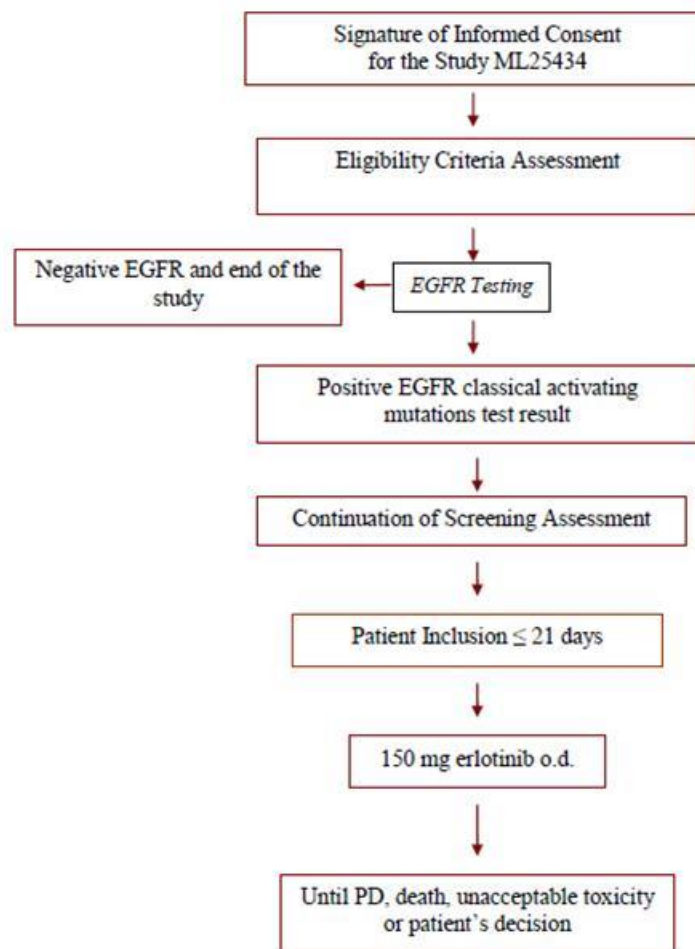 Signature of Informed Consent
for the Study ML25434
Eligibility Criteria Assessment
Negative EGFR and end of the
study
EGFR Testing
Positive EGFR classical activating
mutations test result
Continuation of Screening Assessment
Patient Inclusion ≤ 21 days
150 mg erlotinib o.d.
Until PD, death, unacceptable toxicity
or patient’s decision